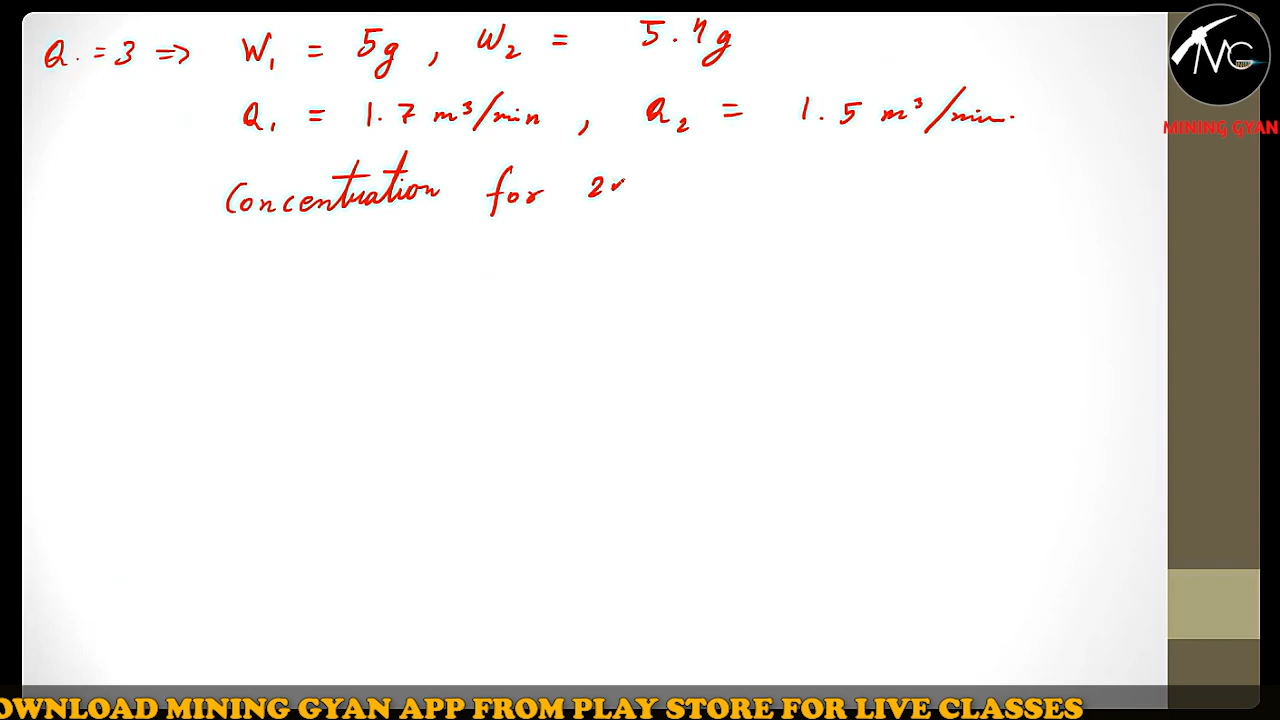 Q. = 3 => W₁ = 5g, W₂ = 5.4g
Q₁ = 1.7 m³/min, Q₂ = 1.5 m³/min.
Concentration for 2
MG
MINING GYAN
OWNLOAD MINING GYAN APP FROM PLAY STORE FOR LIVE CLASSES